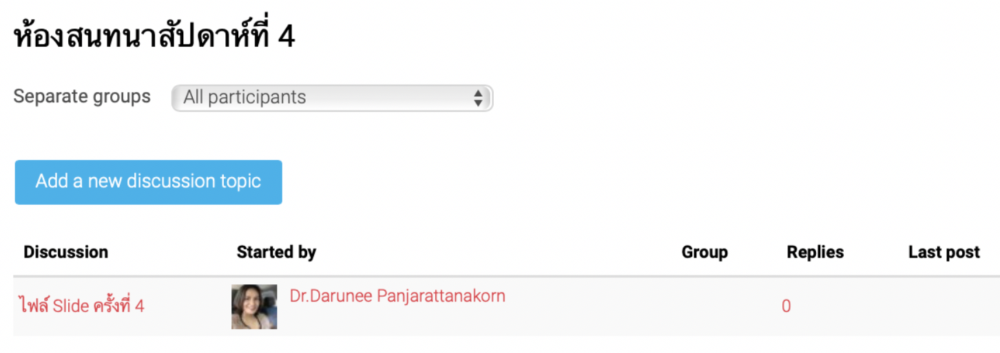 ห้องสนทนาสัปดาห์ที่ 4
Separate groups All participants
Add a new discussion topic
Discussion Started by Group Replies Last post
ไฟล์ Slide ครั้งที่ 4 Dr.Darunee Panjarattanakorn 0